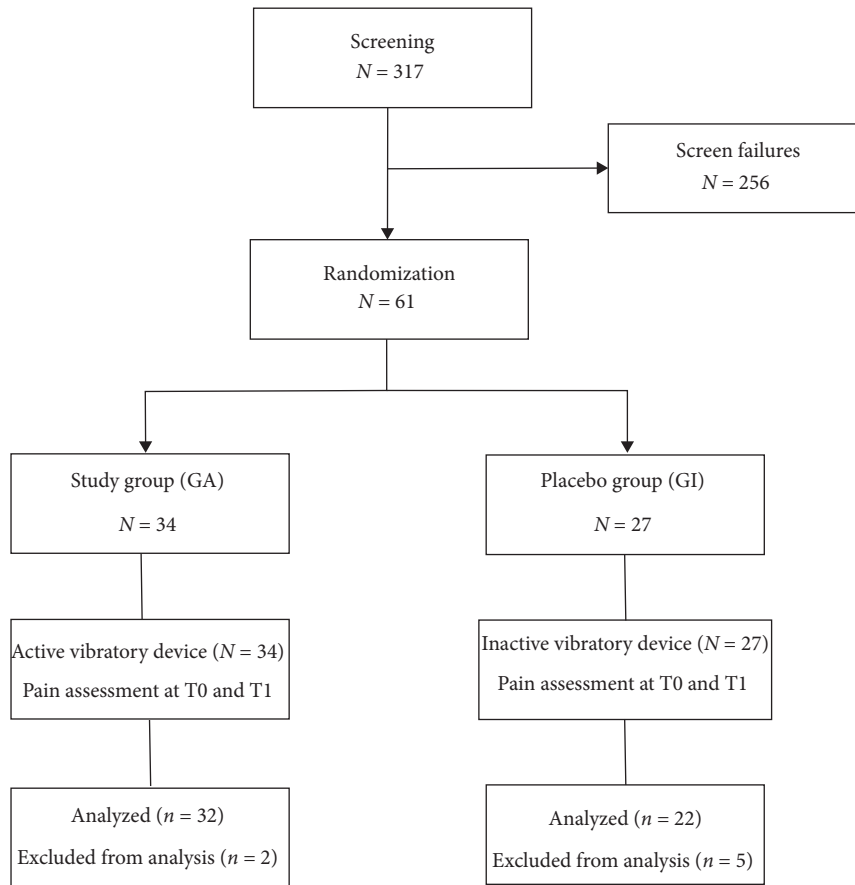 Screening
N = 317
Screen failures
N = 256
Randomization
N = 61
Study group (GA)
N = 34
Placebo group (GI)
N = 27
Active vibratory device (N = 34)
Pain assessment at T0 and T1
Inactive vibratory device (N = 27)
Pain assessment at T0 and T1
Analyzed (n = 32)
Excluded from analysis (n = 2)
Analyzed (n = 22)
Excluded from analysis (n = 5)